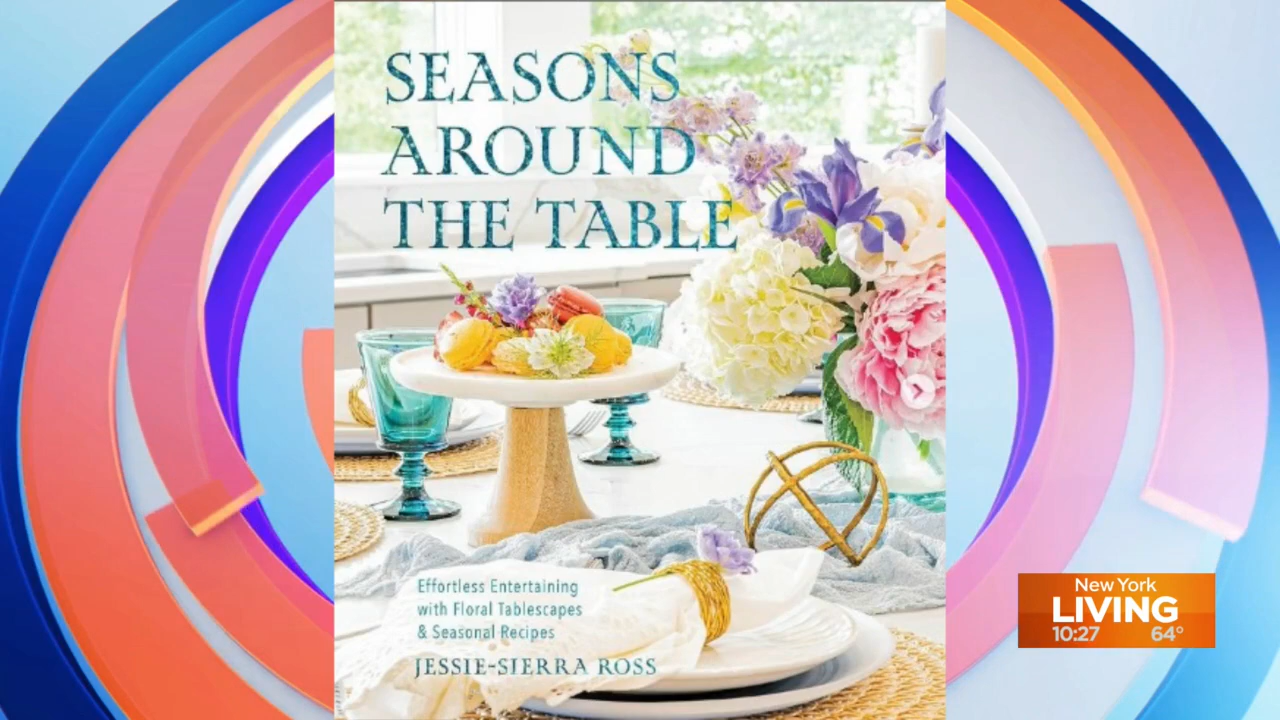 SEASONS
AROUND
THE TABLE
Effortless Entertaining
with Floral Tablescapes
& Seasonal Recipes
JESSIE-SIERRA ROSS
New York
LIVING
10:27 64°